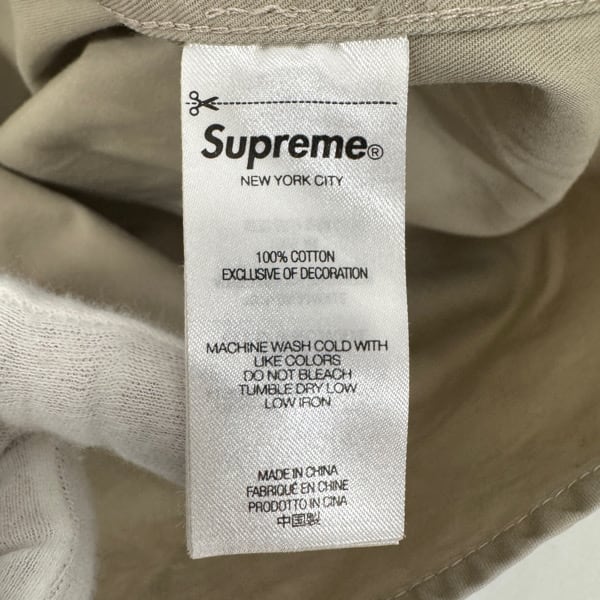 Supreme®
NEW YORK CITY
100% COTTON
EXCLUSIVE OF DECORATION
MACHINE WASH COLD WITH
LIKE COLORS
DO NOT BLEACH
TUMBLE DRY LOW
LOW IRON
MADE IN CHINA
FABRIQUÉ EN CHINE
PRODOTTO IN CINA
中国製